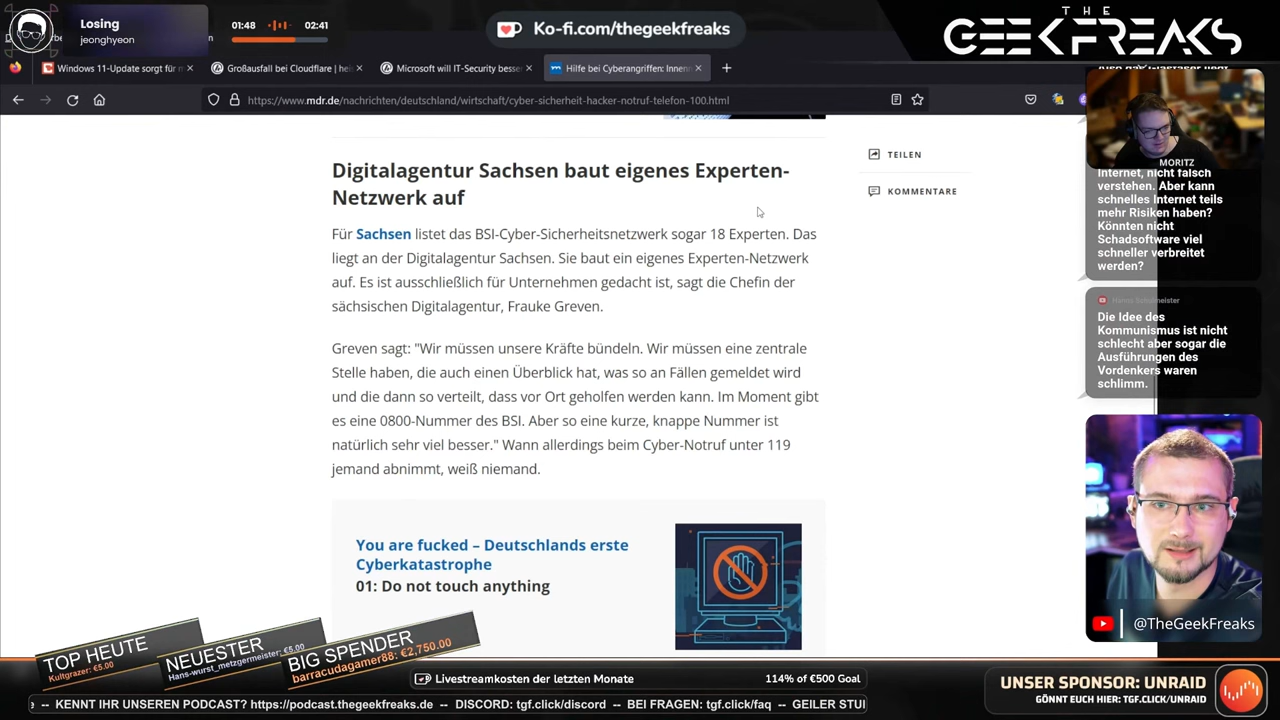 Losing
jeonghyeon
01:48
02:41
Ko-fi.com/thegeekfreaks
THE
GEEKFREAKS
Windows 11-Update sorgt für n
Großausfall bei Cloudflare | hei
Microsoft will IT-Security besser
Hilfe bei Cyberangriffen: Innenm
https://www.mdr.de/nachrichten/deutschland/wirtschaft/cyber-sicherheit-hacker-notruf-telefon-100.html
Digitalagentur Sachsen baut eigenes Experten-
Netzwerk auf
Für Sachsen listet das BSI-Cyber-Sicherheitsnetzwerk sogar 18 Experten. Das
liegt an der Digitalagentur Sachsen. Sie baut ein eigenes Experten-Netzwerk
auf. Es ist ausschließlich für Unternehmen gedacht ist, sagt die Chefin der
sächsischen Digitalagentur, Frauke Greven.
Greven sagt: "Wir müssen unsere Kräfte bündeln. Wir müssen eine zentrale
Stelle haben, die auch einen Überblick hat, was so an Fällen gemeldet wird
und die dann so verteilt, dass vor Ort geholfen werden kann. Im Moment gibt
es eine 0800-Nummer des BSI. Aber so eine kurze, knappe Nummer ist
natürlich sehr viel besser." Wann allerdings beim Cyber-Notruf unter 119
jemand abnimmt, weiß niemand.
You are fucked – Deutschlands erste
Cyberkatastrophe
01: Do not touch anything
TEILEN
KOMMENTARE
MORITZ
Internet, nicht falsch
verstehen. Aber kann
schnelles Internet teils
mehr Risiken haben?
Könnten nicht
Schadsoftware viel
schneller verbreitet
werden?
Die Idee des
Kommunismus ist nicht
schlecht aber sogar die
Ausführungen des
Vordenkers waren
schlimm.
@TheGeekFreaks
TOP HEUTE
Kultgrazer: €5.00
NEUESTER
Hans-wurst_metzgermeister: €5.00
BIG SPENDER
barracudagamer88: €2,750.00
Livestreamkosten der letzten Monate
114% of €500 Goal
UNSER SPONSOR: UNRAID
GÖNNT EUCH HIER: TGF.CLICK/UNRAID
e -- KENNT IHR UNSEREN PODCAST? https://podcast.thegeekfreaks.de -- DISCORD: tgf.click/discord -- BEI FRAGEN: tgf.click/faq -- GEILER STUI